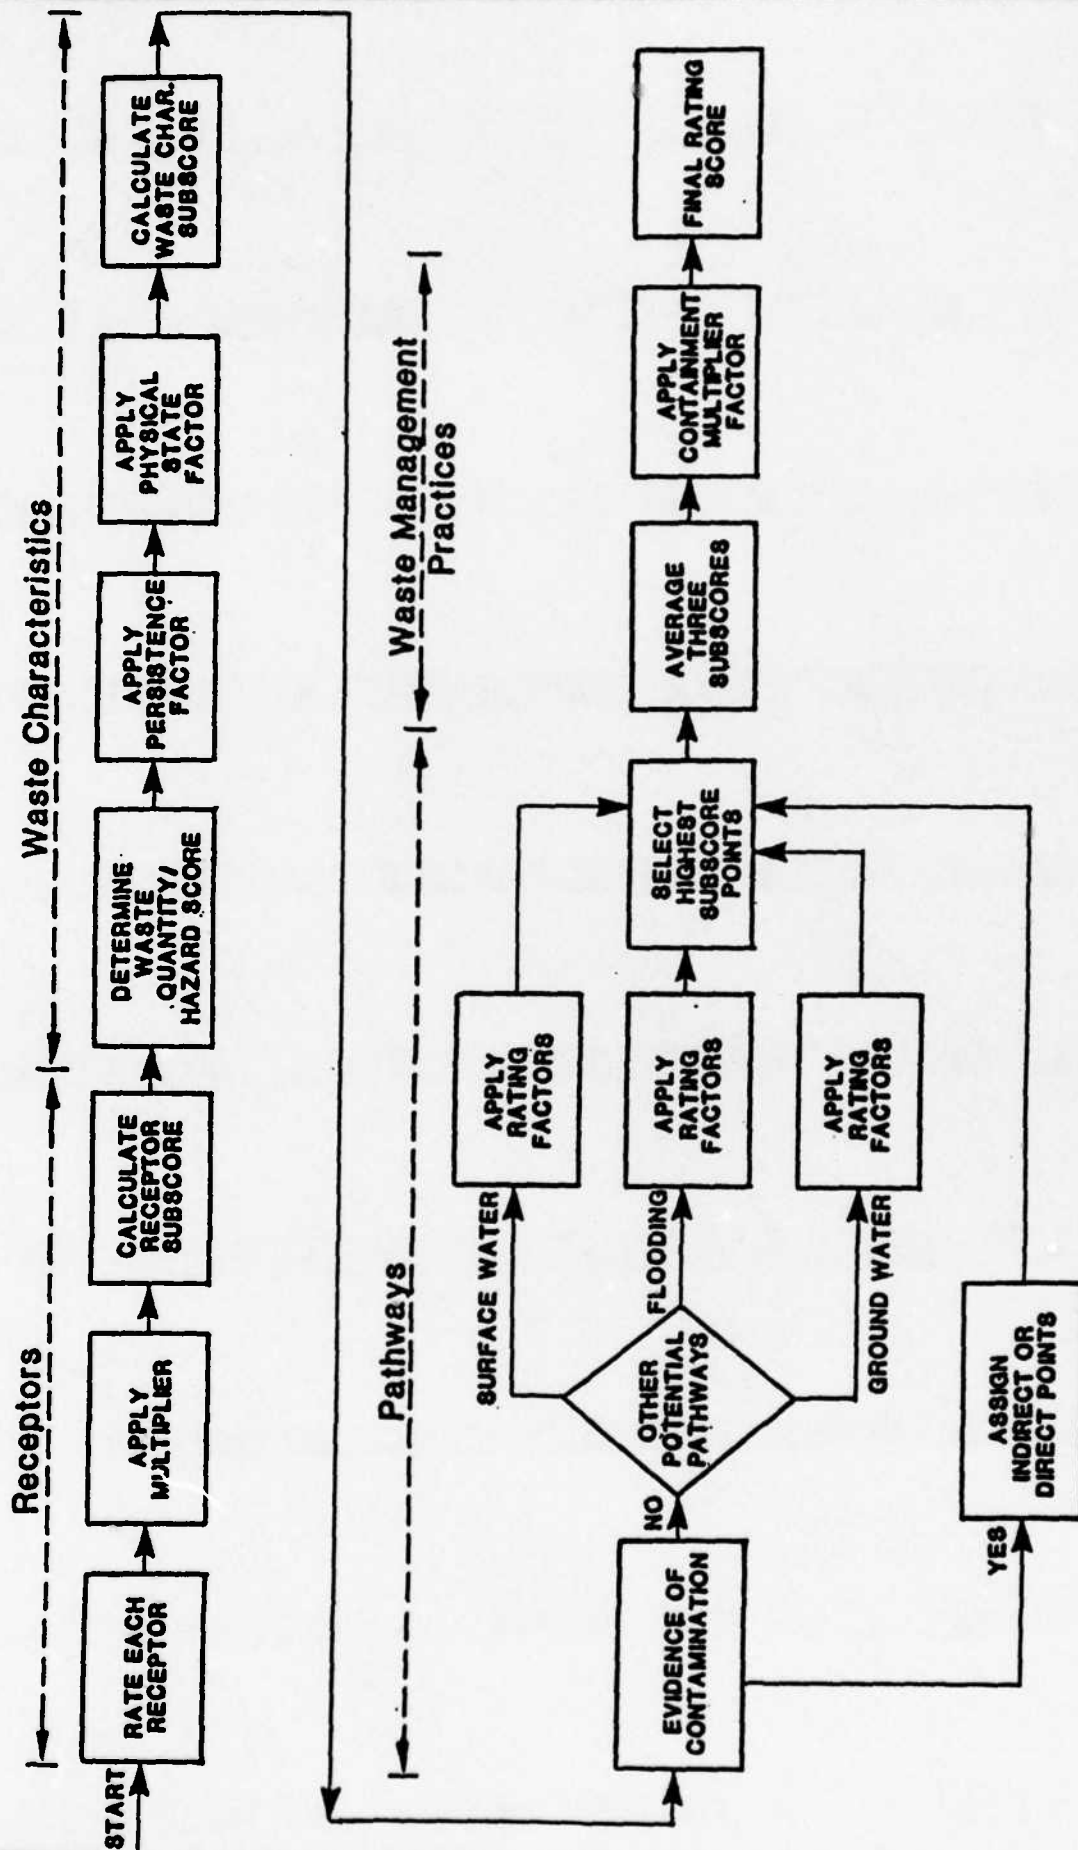 Receptors
Waste Characteristics
START
RATE EACH
RECEPTOR
APPLY
MULTIPLIER
CALCULATE
RECEPTOR
SUBSCORE
DETERMINE
WASTE
QUANTITY/
HAZARD SCORE
APPLY
PERSISTENCE
FACTOR
APPLY
PHYSICAL
STATE
FACTOR
CALCULATE
WASTE CHAR.
SUBSCORE
Pathways
Waste Management
Practices
EVIDENCE OF
CONTAMINATION
NO
YES
OTHER
POTENTIAL
PATHWAYS
SURFACE WATER
FLOODING
GROUND WATER
APPLY
RATING
FACTORS
APPLY
RATING
FACTORS
APPLY
RATING
FACTORS
ASSIGN
INDIRECT OR
DIRECT POINTS
SELECT
HIGHEST
SUBSCORE
POINTS
AVERAGE
THREE
SUBSCORES
APPLY
CONTAINMENT
MULTIPLIER
FACTOR
FINAL RATING
SCORE